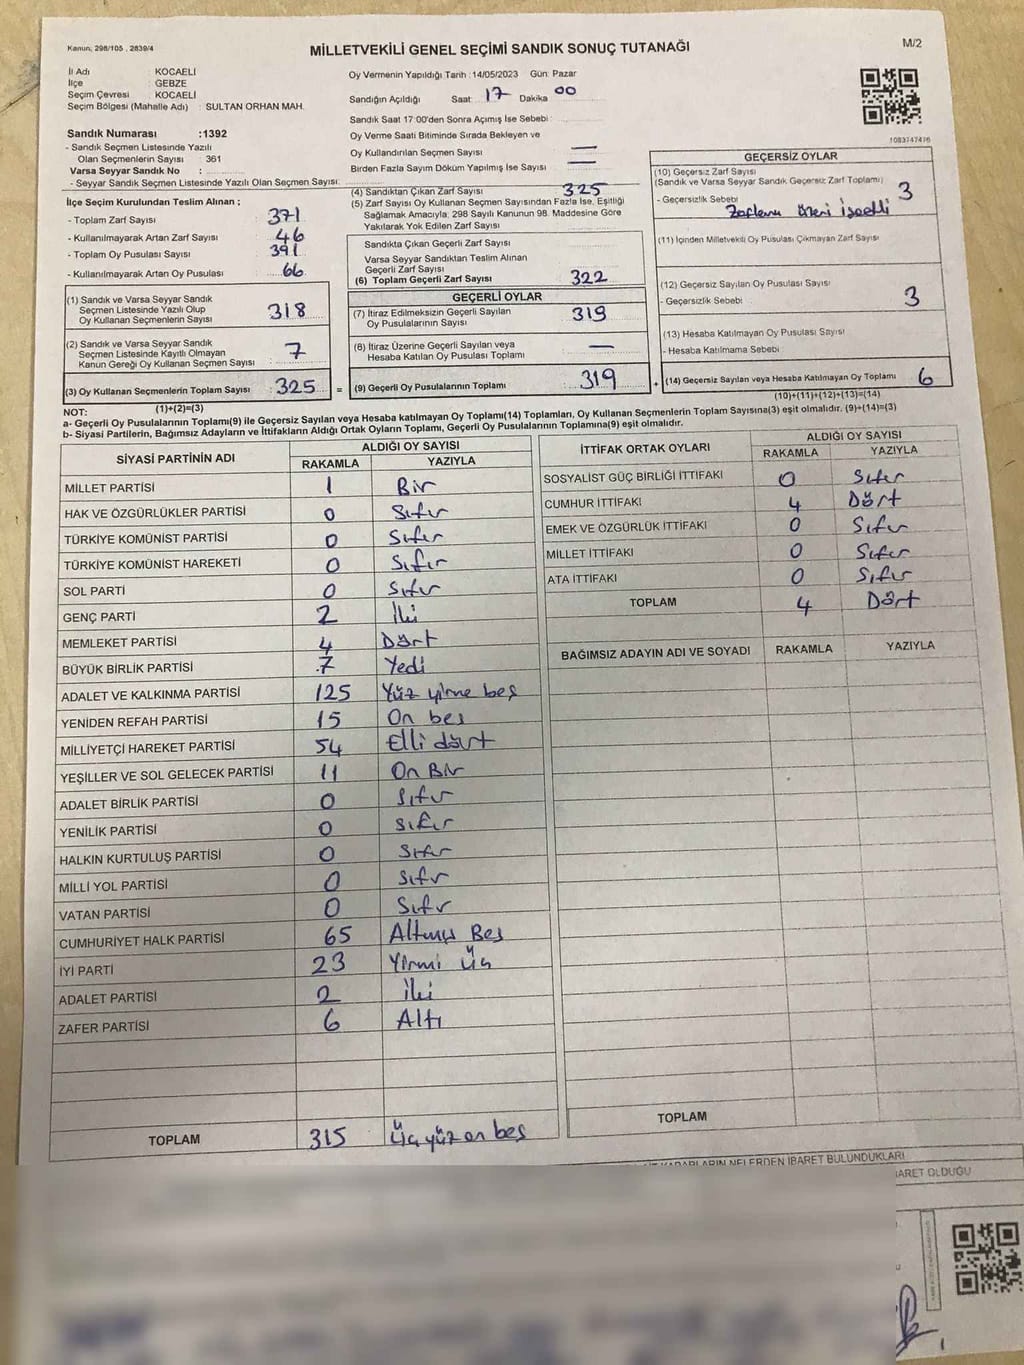 Kanun, 298/105 , 2839/4
MİLLETVEKİLİ GENEL SEÇİMİ SANDIK SONUÇ TUTANAĞI
M/2
İl Adı : KOCAELİ
İlçe : GEBZE
Seçim Çevresi : KOCAELİ
Seçim Bölgesi (Mahalle Adı) : SULTAN ORHAN MAH.
Sandık Numarası :1392
- Sandık Seçmen Listesinde Yazılı
Olan Seçmenlerin Sayısı : 361
Varsa Seyyar Sandık No :
- Seyyar Sandık Seçmen Listesinde Yazılı Olan Seçmen Sayısı:
Oy Vermenin Yapıldığı Tarih :14/05/2023 Gün: Pazar
Sandığın Açıldığı Saat: 17 Dakika 00
Sandık Saat 17:00'den Sonra Açımış İse Sebebi :
Oy Verme Saati Bitiminde Sırada Bekleyen ve
Oy Kullandırılan Seçmen Sayısı : —
Birden Fazla Sayım Döküm Yapılmış İse Sayısı : —
1083747476
İlçe Seçim Kurulundan Teslim Alınan ;
- Toplam Zarf Sayısı : 371
- Kullanılmayarak Artan Zarf Sayısı : 46
- Toplam Oy Pusulası Sayısı : 391
- Kullanılmayarak Artan Oy Pusulası : 66
(1) Sandık ve Varsa Seyyar Sandık
Seçmen Listesinde Yazılı Olup
Oy Kullanan Seçmenlerin Sayısı : 318
(2) Sandık ve Varsa Seyyar Sandık
Seçmen Listesinde Kayıtlı Olmayan
Kanun Gereği Oy Kullanan Seçmen Sayısı : 7
(3) Oy Kullanan Seçmenlerin Toplam Sayısı : 325 =
(1)+(2)=(3)
(4) Sandıktan Çıkan Zarf Sayısı : 325
(5) Zarf Sayısı Oy Kullanan Seçmen Sayısından Fazla İse, Eşitliği
Sağlamak Amacıyla, 298 Sayılı Kanunun 98. Maddesine Göre
Yakılarak Yok Edilen Zarf Sayısı :
Sandıkta Çıkan Geçerli Zarf Sayısı :
Varsa Seyyar Sandıktan Teslim Alınan
Geçerli Zarf Sayısı :
(6) Toplam Geçerli Zarf Sayısı : 322
GEÇERLİ OYLAR
(7) İtiraz Edilmeksizin Geçerli Sayılan
Oy Pusulalarının Sayısı : 319
(8) İtiraz Üzerine Geçerli Sayılan veya
Hesaba Katılan Oy Pusulası Toplamı : —
(9) Geçerli Oy Pusulalarının Toplamı : 319 +
GEÇERSİZ OYLAR
(10) Geçersiz Zarf Sayısı
(Sandık ve Varsa Seyyar Sandık Geçersiz Zarf Toplamı) : 3
- Geçersizlik Sebebi :
(11) İçinden Milletvekili Oy Pusulası Çıkmayan Zarf Sayısı :
(12) Geçersiz Sayılan Oy Pusulası Sayısı :
- Geçersizlik Sebebi : 3
(13) Hesaba Katılmayan Oy Pusulası Sayısı :
- Hesaba Katılmama Sebebi :
(14) Geçersiz Sayılan veya Hesaba Katılmayan Oy Toplamı : 6
(10)+(11)+(12)+(13)=(14)
NOT:
a- Geçerli Oy Pusulalarının Toplamı(9) ile Geçersiz Sayılan veya Hesaba katılmayan Oy Toplamı(14) Toplamları, Oy Kullanan Seçmenlerin Toplam Sayısına(3) eşit olmalıdır. (9)+(14)=(3)
b- Siyasi Partilerin, Bağımsız Adayların ve İttifakların Aldığı Ortak Oyların Toplamı, Geçerli Oy Pusulalarının Toplamına(9) eşit olmalıdır.
SİYASİ PARTİNİN ADI ALDIĞI OY SAYISI
RAKAMLA YAZIYLA
MİLLET PARTİSİ 1 Bir
HAK VE ÖZGÜRLÜKLER PARTİSİ 0 Sıfır
TÜRKİYE KOMÜNİST PARTİSİ 0 Sıfır
TÜRKİYE KOMÜNİST HAREKETİ 0 Sıfır
SOL PARTİ 0 Sıfır
GENÇ PARTİ 2 İki
MEMLEKET PARTİSİ 4 Dört
BÜYÜK BİRLİK PARTİSİ 7 Yedi
ADALET VE KALKINMA PARTİSİ 125 Yüz yirmi beş
YENİDEN REFAH PARTİSİ 15 On beş
MİLLİYETÇİ HAREKET PARTİSİ 54 Elli dört
YEŞİLLER VE SOL GELECEK PARTİSİ 11 On Bir
ADALET BİRLİK PARTİSİ 0 Sıfır
YENİLİK PARTİSİ 0 Sıfır
HALKIN KURTULUŞ PARTİSİ 0 Sıfır
MİLLİ YOL PARTİSİ 0 Sıfır
VATAN PARTİSİ 0 Sıfır
CUMHURİYET HALK PARTİSİ 65 Altmış Beş
İYİ PARTİ 23 Yirmi Üç
ADALET PARTİSİ 2 İki
ZAFER PARTİSİ 6 Altı
TOPLAM 315 Üçyüz on beş
İTTİFAK ORTAK OYLARI ALDIĞI OY SAYISI
RAKAMLA YAZIYLA
SOSYALİST GÜÇ BİRLİĞİ İTTİFAKI 0 Sıfır
CUMHUR İTTİFAKI 4 Dört
EMEK VE ÖZGÜRLÜK İTTİFAKI 0 Sıfır
MİLLET İTTİFAKI 0 Sıfır
ATA İTTİFAKI 0 Sıfır
TOPLAM 4 Dört
BAĞIMSIZ ADAYIN ADI VE SOYADI RAKAMLA YAZIYLA
TOPLAM
NELERDEN İBARET BULUNDUKLARI
OLDUĞU